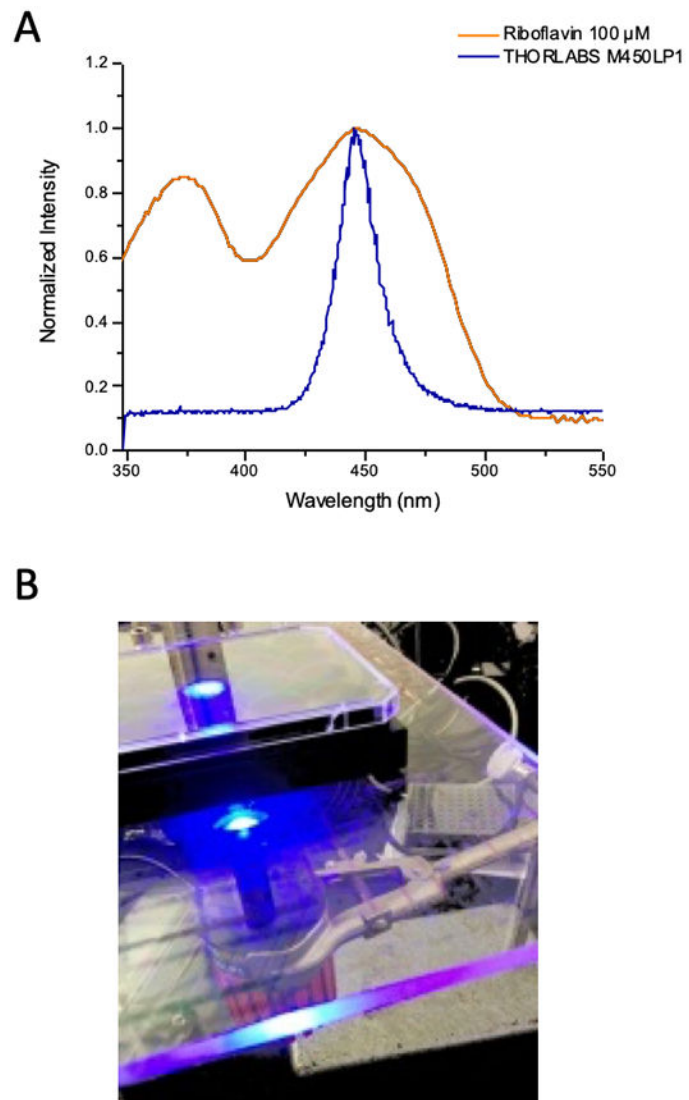 A
Riboflavin 100 µM
THORLABS M450LP1
1.2
1.0
0.8
0.6
0.4
0.2
0.0
Normalized Intensity
350
400
450
500
550
Wavelength (nm)
B